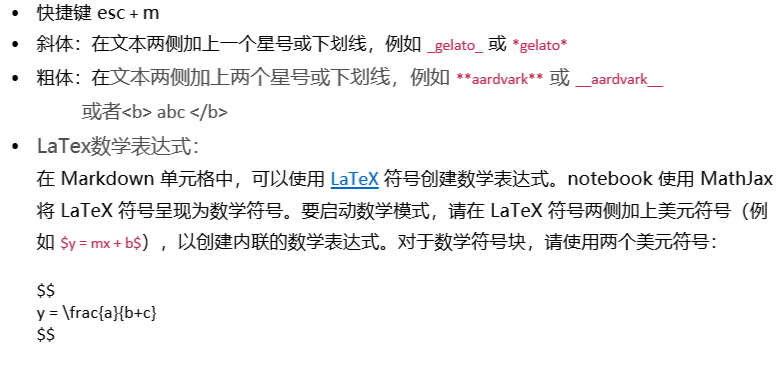 • 快捷键 esc + m
• 斜体：在文本两侧加上一个星号或下划线，例如 _gelato_ 或 *gelato*
• 粗体：在文本两侧加上两个星号或下划线，例如 **aardvark** 或 __aardvark__
或者<b> abc </b>
• LaTex数学表达式：
在 Markdown 单元格中，可以使用 LaTeX 符号创建数学表达式。notebook 使用 MathJax
将 LaTeX 符号呈现为数学符号。要启动数学模式，请在 LaTeX 符号两侧加上美元符号（例
如 $y = mx + b$），以创建内联的数学表达式。对于数学符号块，请使用两个美元符号：
$$
y = \frac{a}{b+c}
$$